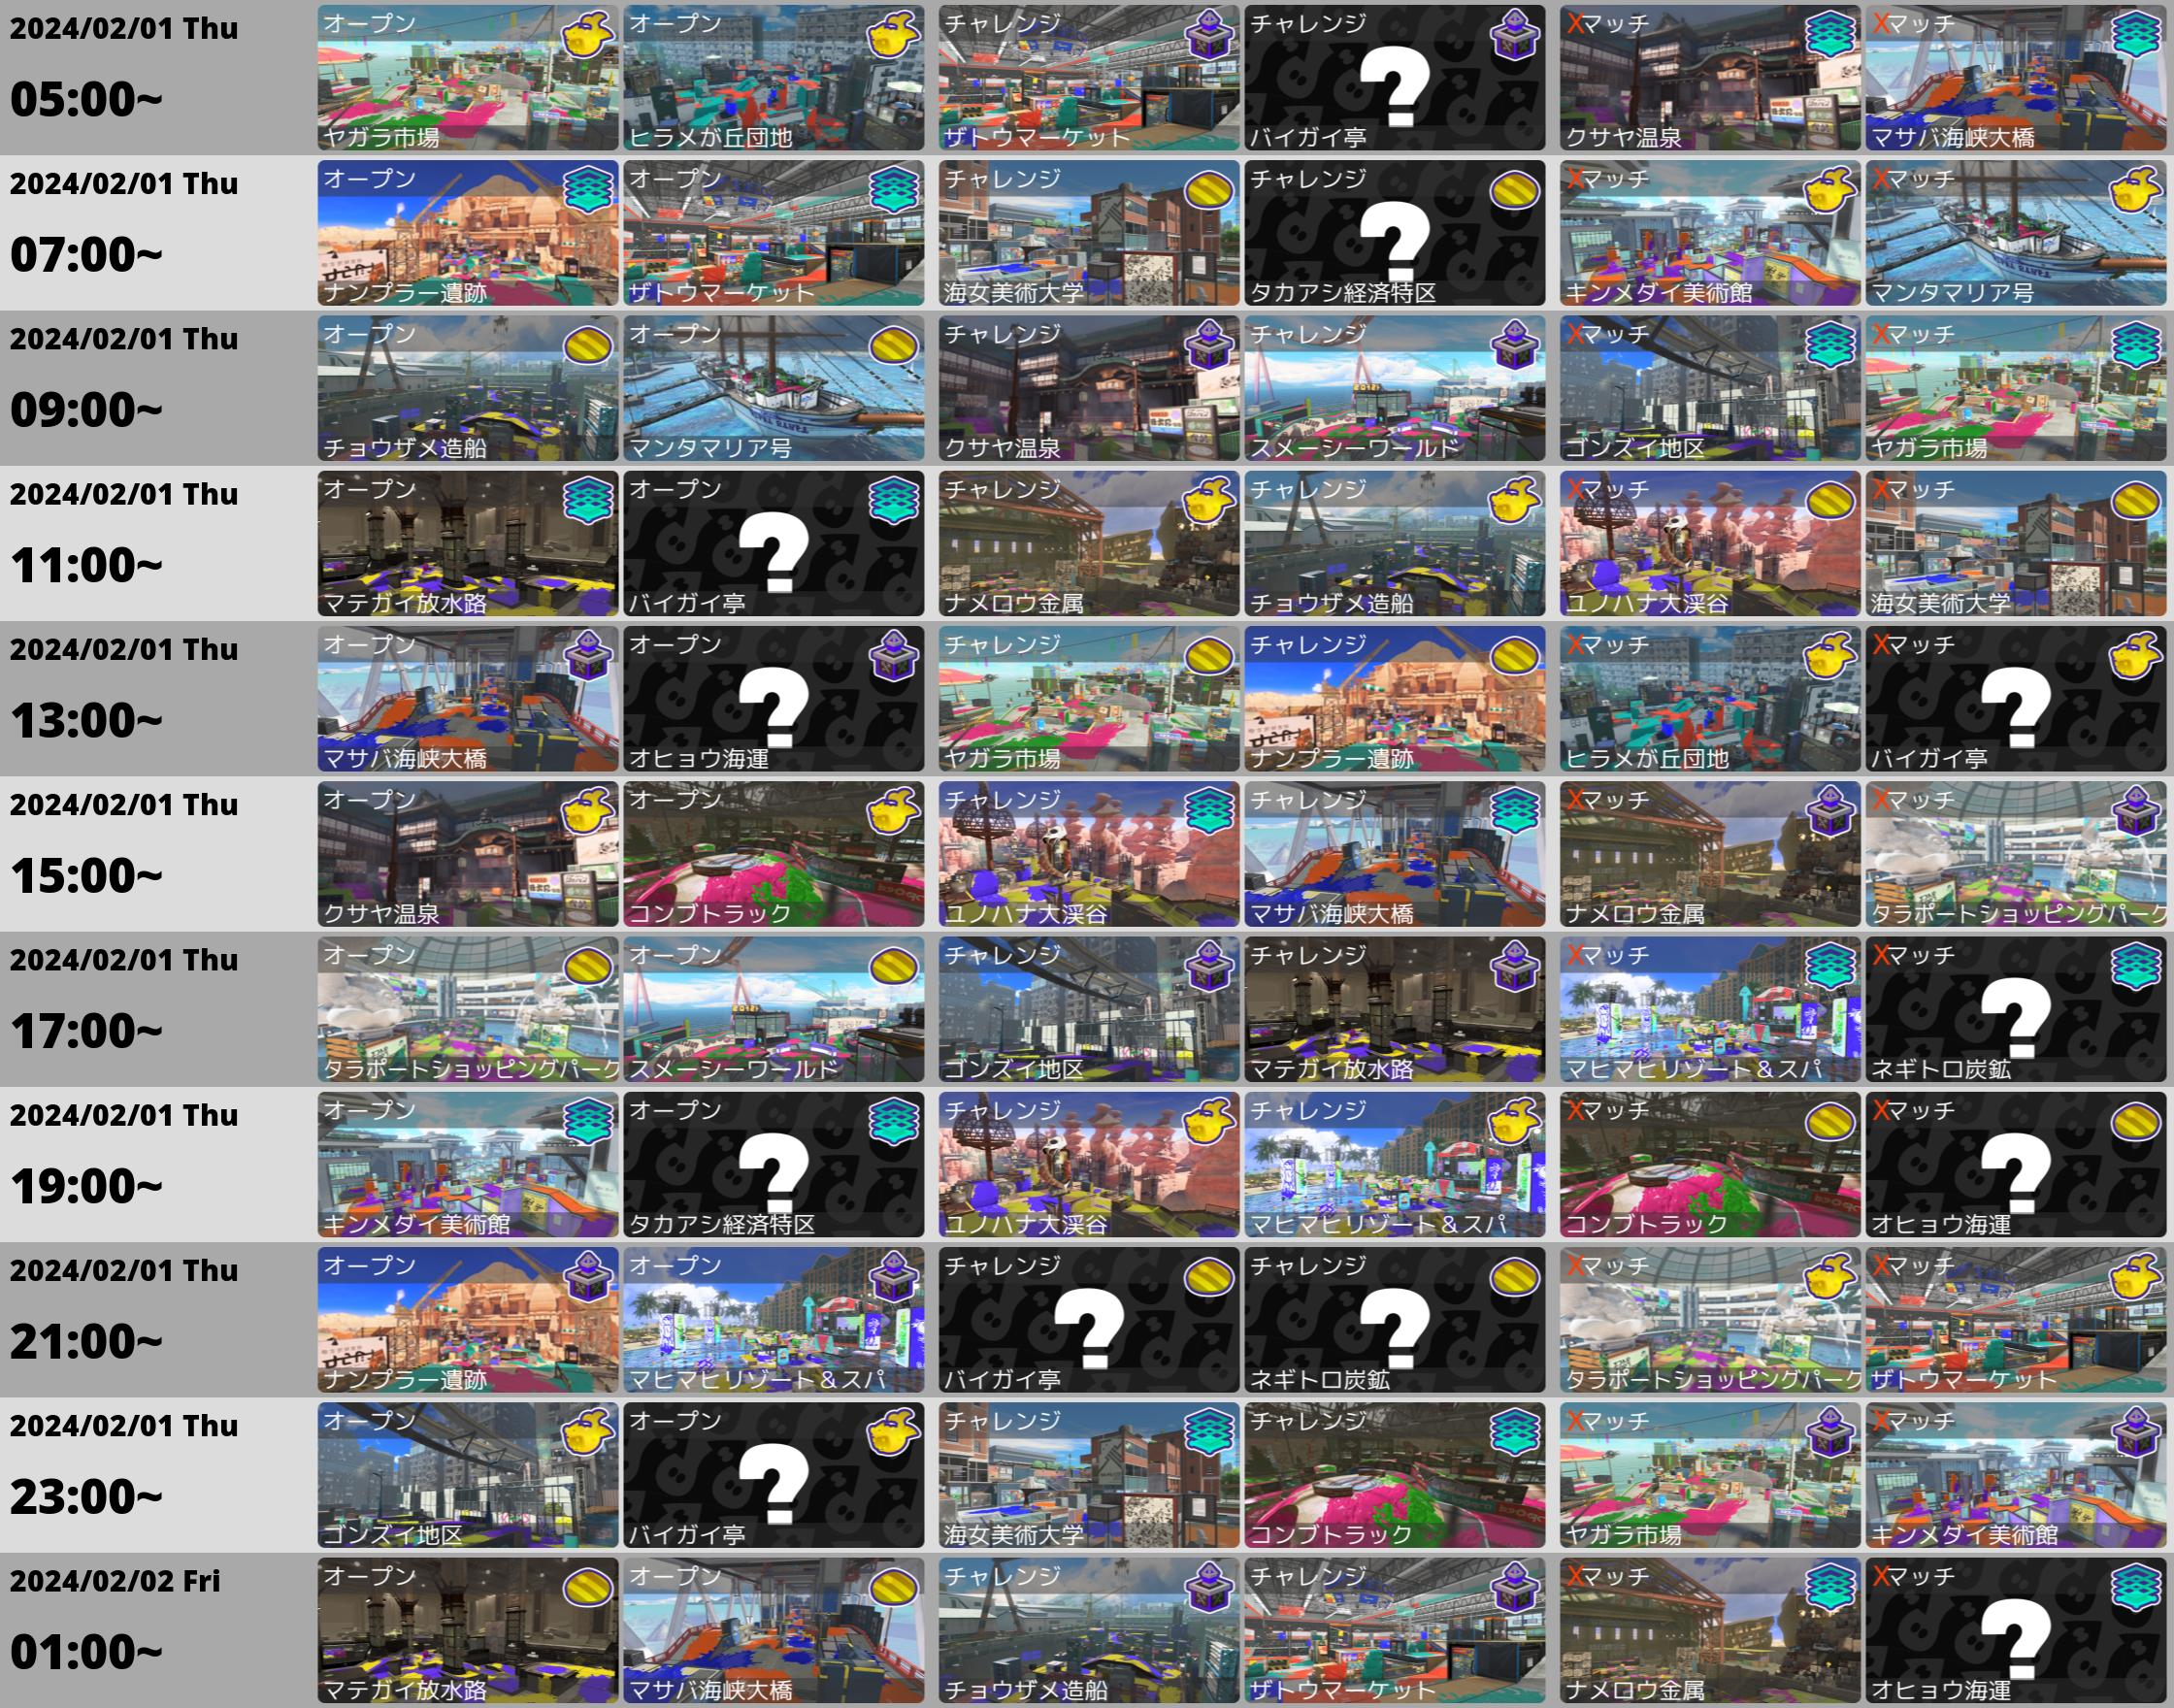 2024/02/01 Thu
05:00~
オープン
ヤガラ市場
オープン
ヒラメが丘団地
チャレンジ
ザトウマーケット
チャレンジ
バイガイ亭
Xマッチ
クサヤ温泉
Xマッチ
マサバ海峡大橋
2024/02/01 Thu
07:00~
オープン
ナンプラー遺跡
オープン
ザトウマーケット
チャレンジ
海女美術大学
チャレンジ
タカアシ経済特区
Xマッチ
キンメダイ美術館
Xマッチ
マンタマリア号
2024/02/01 Thu
09:00~
オープン
チョウザメ造船
オープン
マンタマリア号
チャレンジ
クサヤ温泉
チャレンジ
スメーシーワールド
Xマッチ
ゴンズイ地区
Xマッチ
ヤガラ市場
2024/02/01 Thu
11:00~
オープン
マテガイ放水路
オープン
バイガイ亭
チャレンジ
ナメロウ金属
チャレンジ
チョウザメ造船
Xマッチ
ユノハナ大渓谷
Xマッチ
海女美術大学
2024/02/01 Thu
13:00~
オープン
マサバ海峡大橋
オープン
オヒョウ海運
チャレンジ
ヤガラ市場
チャレンジ
ナンプラー遺跡
Xマッチ
ヒラメが丘団地
Xマッチ
バイガイ亭
2024/02/01 Thu
15:00~
オープン
クサヤ温泉
オープン
コンブトラック
チャレンジ
ユノハナ大渓谷
チャレンジ
マサバ海峡大橋
Xマッチ
ナメロウ金属
Xマッチ
タラポートショッピングパーク
2024/02/01 Thu
17:00~
オープン
タラポートショッピングパーク
オープン
スメーシーワールド
チャレンジ
ゴンズイ地区
チャレンジ
マテガイ放水路
Xマッチ
マヒマヒリゾート＆スパ
Xマッチ
ネギトロ炭鉱
2024/02/01 Thu
19:00~
オープン
キンメダイ美術館
オープン
タカアシ経済特区
チャレンジ
ユノハナ大渓谷
チャレンジ
マヒマヒリゾート＆スパ
Xマッチ
コンブトラック
Xマッチ
オヒョウ海運
2024/02/01 Thu
21:00~
オープン
ナンプラー遺跡
オープン
マヒマヒリゾート＆スパ
チャレンジ
バイガイ亭
チャレンジ
ネギトロ炭鉱
Xマッチ
タラポートショッピングパーク
Xマッチ
ザトウマーケット
2024/02/01 Thu
23:00~
オープン
ゴンズイ地区
オープン
バイガイ亭
チャレンジ
海女美術大学
チャレンジ
コンブトラック
Xマッチ
ヤガラ市場
Xマッチ
キンメダイ美術館
2024/02/02 Fri
01:00~
オープン
マテガイ放水路
オープン
マサバ海峡大橋
チャレンジ
チョウザメ造船
チャレンジ
ザトウマーケット
Xマッチ
ナメロウ金属
Xマッチ
オヒョウ海運